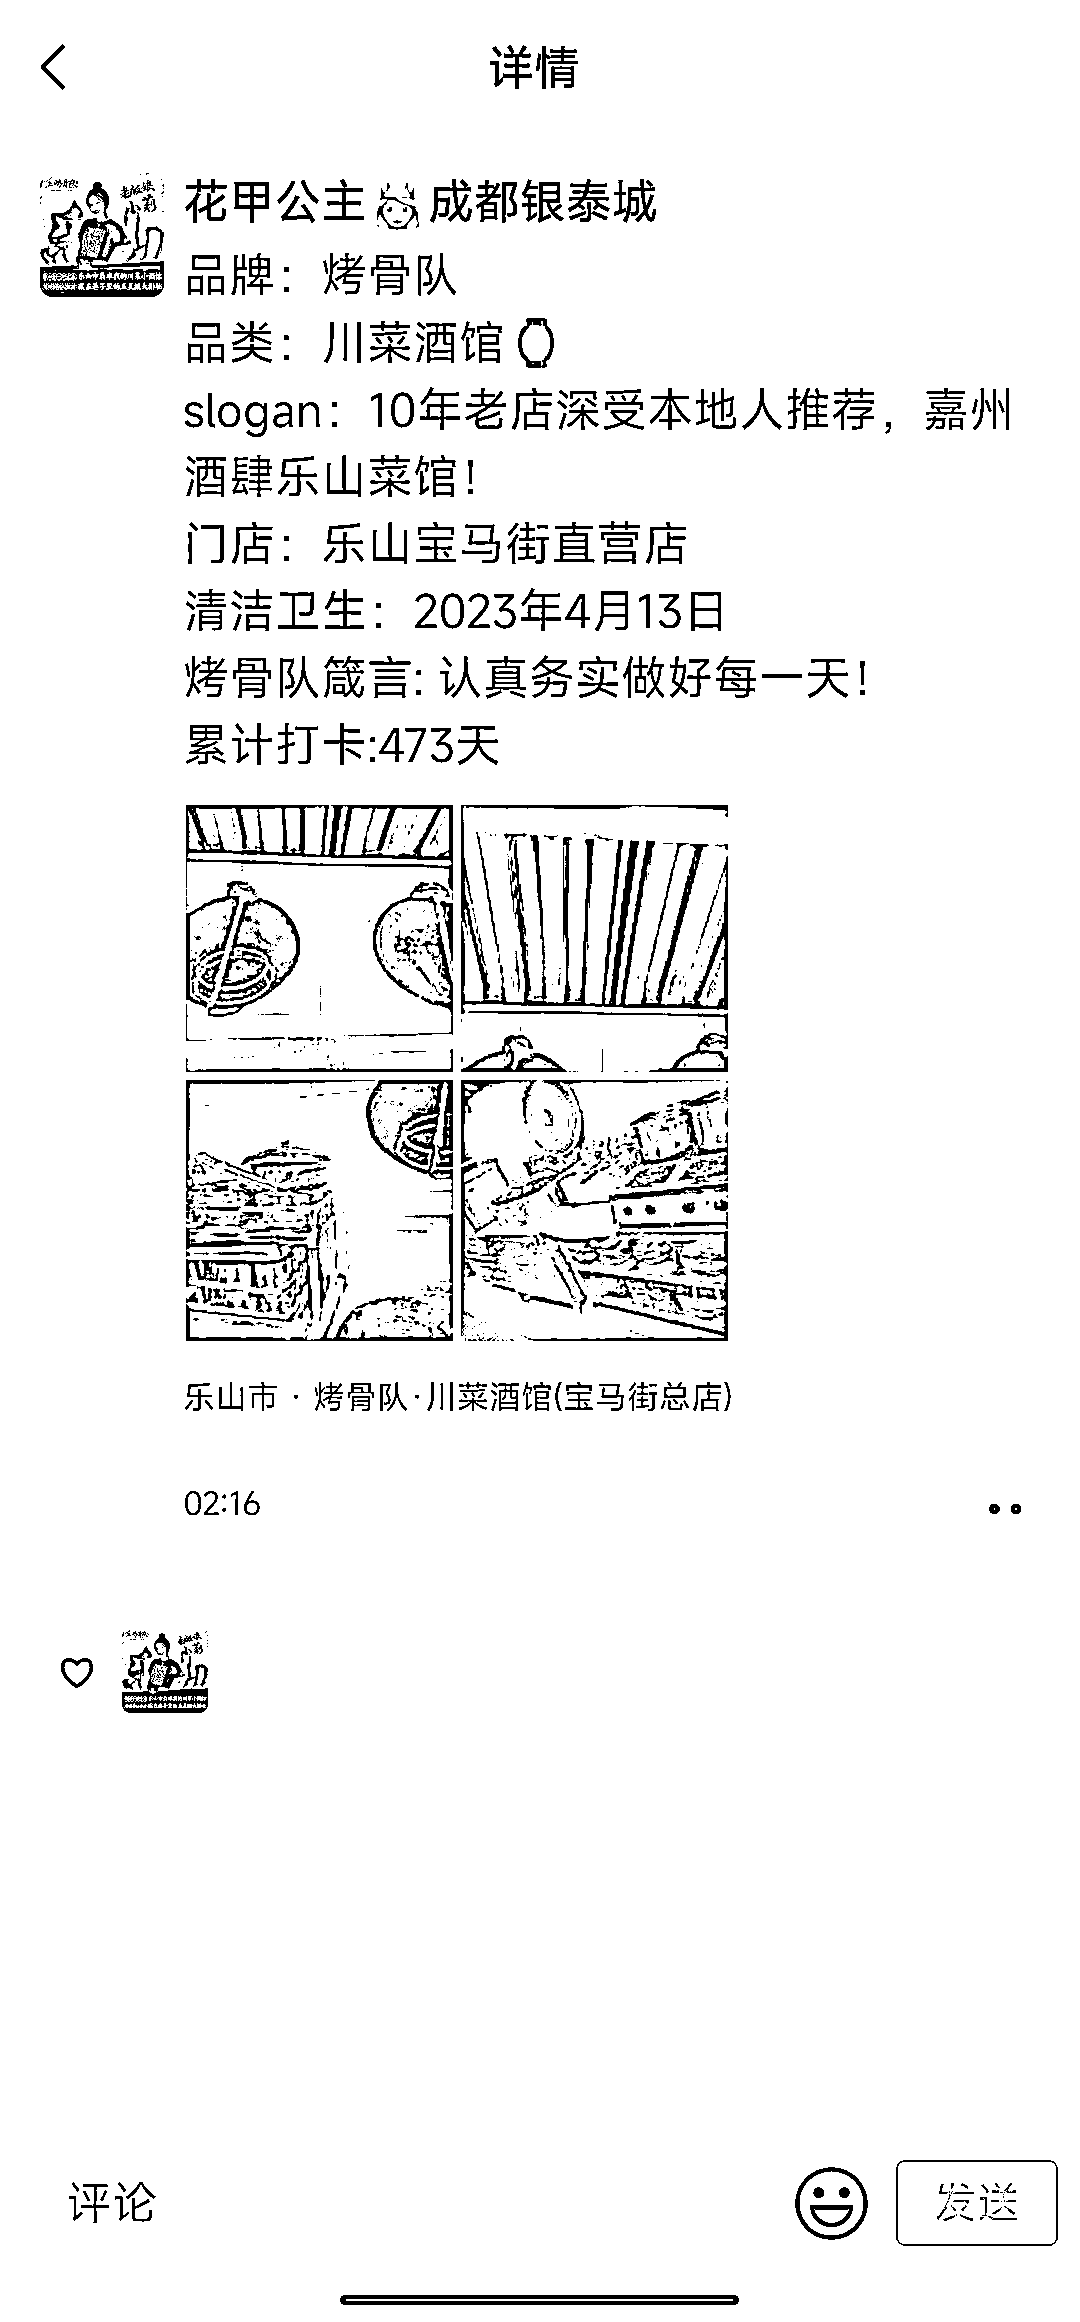 详情
花甲公主👸成都银泰城
品牌：烤骨队
品类：川菜酒馆🏮
slogan：10年老店深受本地人推荐，嘉州
酒肆乐山菜馆！
门店：乐山宝马街直营店
清洁卫生：2023年4月13日
烤骨队箴言: 认真务实做好每一天！
累计打卡:473天
乐山市 · 烤骨队·川菜酒馆(宝马街总店)
02:16
评论
发送